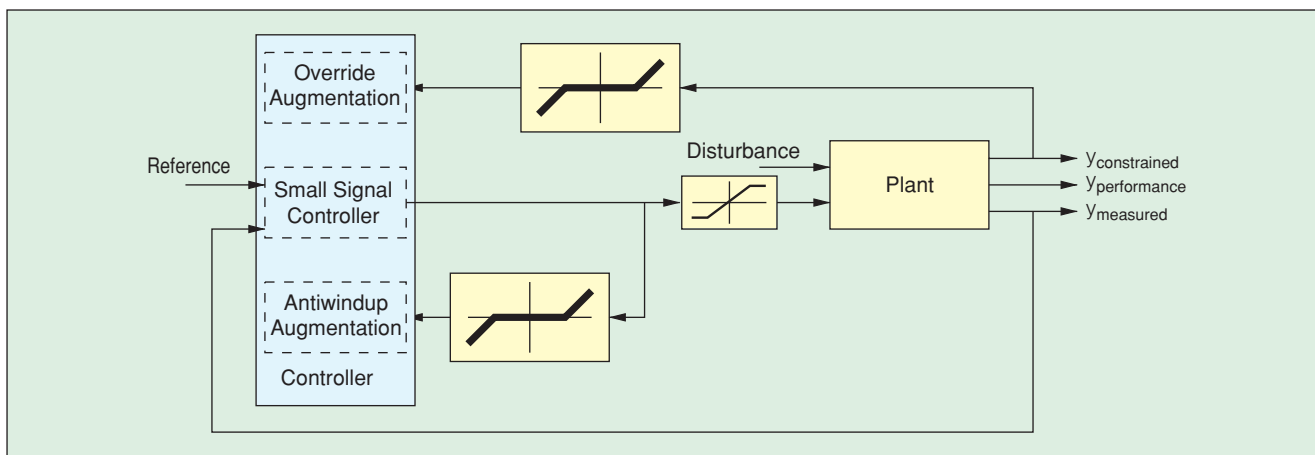 Override
Augmentation
Reference
Small Signal
Controller
Antiwindup
Augmentation
Controller
Disturbance
Plant
yconstrained
yperformance
ymeasured